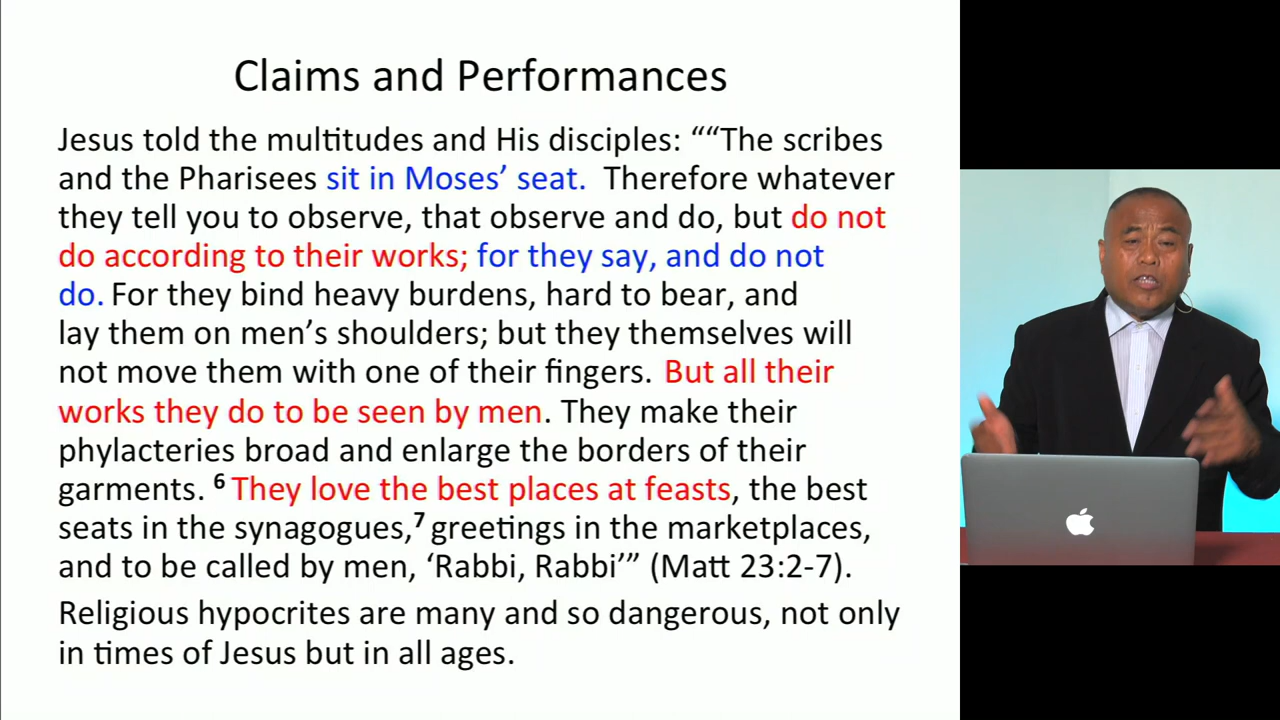 Claims and Performances
Jesus told the multitudes and His disciples: ““The scribes
and the Pharisees sit in Moses’ seat.  Therefore whatever
they tell you to observe, that observe and do, but do not
do according to their works; for they say, and do not
do. For they bind heavy burdens, hard to bear, and
lay them on men’s shoulders; but they themselves will
not move them with one of their fingers. But all their
works they do to be seen by men. They make their
phylacteries broad and enlarge the borders of their
garments. 6 They love the best places at feasts, the best
seats in the synagogues,7 greetings in the marketplaces,
and to be called by men, ‘Rabbi, Rabbi’” (Matt 23:2-7).
Religious hypocrites are many and so dangerous, not only
in times of Jesus but in all ages.